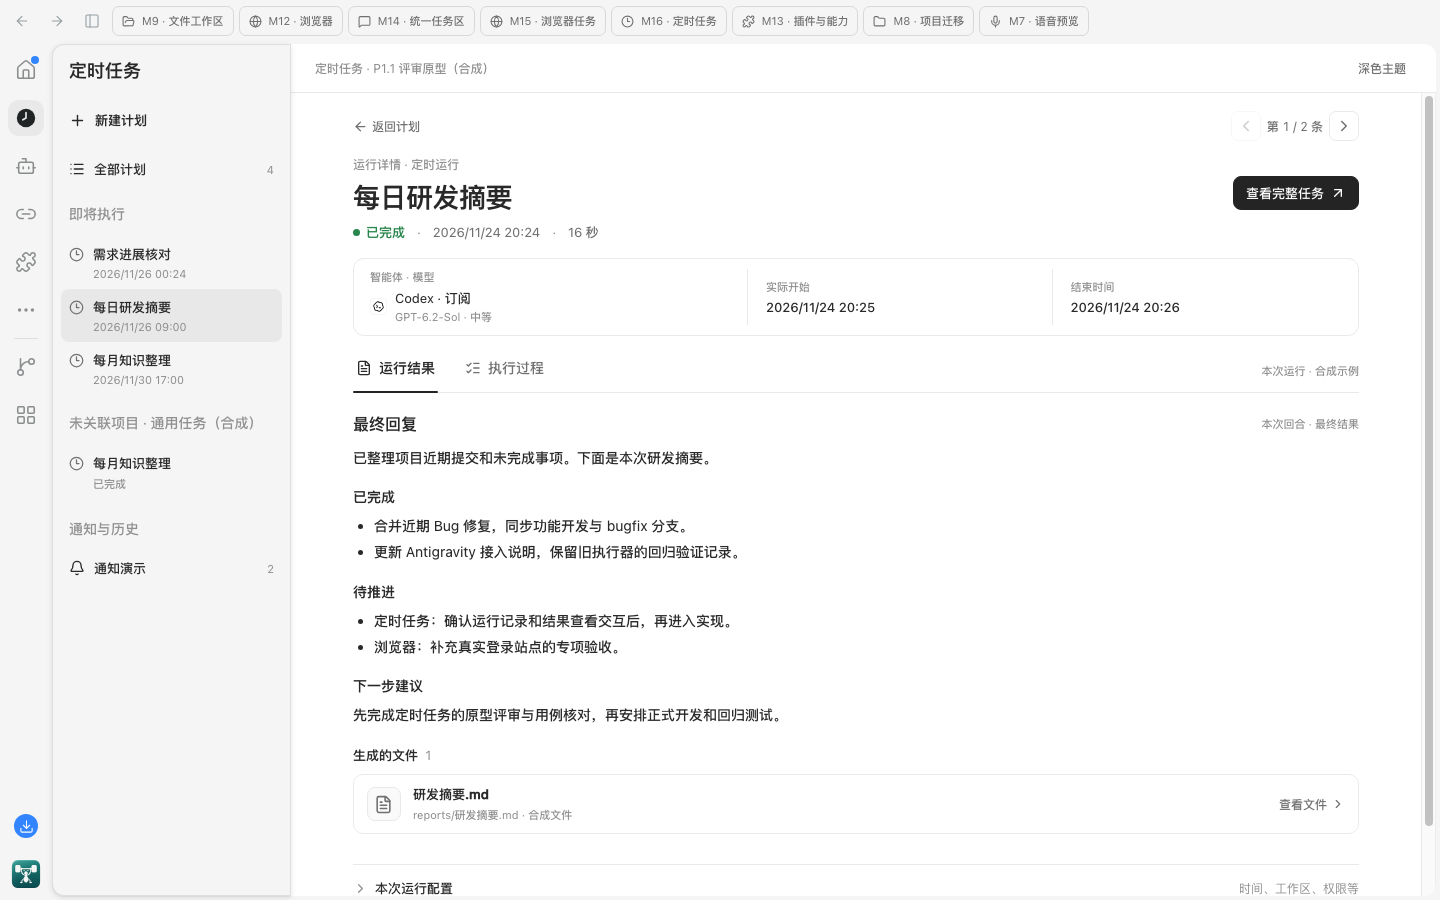 M9 · 文件工作区
M12 · 浏览器
M14 · 统一任务区
M15 · 浏览器任务
M16 · 定时任务
M13 · 插件与能力
M8 · 项目迁移
M7 · 语音预览
定时任务
新建计划
全部计划 4
即将执行
需求进展核对
2026/11/26 00:24
每日研发摘要
2026/11/26 09:00
每月知识整理
2026/11/30 17:00
未关联项目 · 通用任务（合成）
每月知识整理
已完成
通知与历史
通知演示 2
定时任务 · P1.1 评审原型（合成）
深色主题
返回计划
第 1 / 2 条
运行详情 · 定时运行
每日研发摘要
查看完整任务
已完成 · 2026/11/24 20:24 · 16 秒
智能体 · 模型
Codex · 订阅
GPT-6.2-Sol · 中等
实际开始
2026/11/24 20:25
结束时间
2026/11/24 20:26
运行结果
执行过程
本次运行 · 合成示例
最终回复
本次回合 · 最终结果
已整理项目近期提交和未完成事项。下面是本次研发摘要。
已完成
• 合并近期 Bug 修复，同步功能开发与 bugfix 分支。
• 更新 Antigravity 接入说明，保留旧执行器的回归验证记录。
待推进
• 定时任务：确认运行记录和结果查看交互后，再进入实现。
• 浏览器：补充真实登录站点的专项验收。
下一步建议
先完成定时任务的原型评审与用例核对，再安排正式开发和回归测试。
生成的文件 1
研发摘要.md
reports/研发摘要.md · 合成文件
查看文件
本次运行配置
时间、工作区、权限等